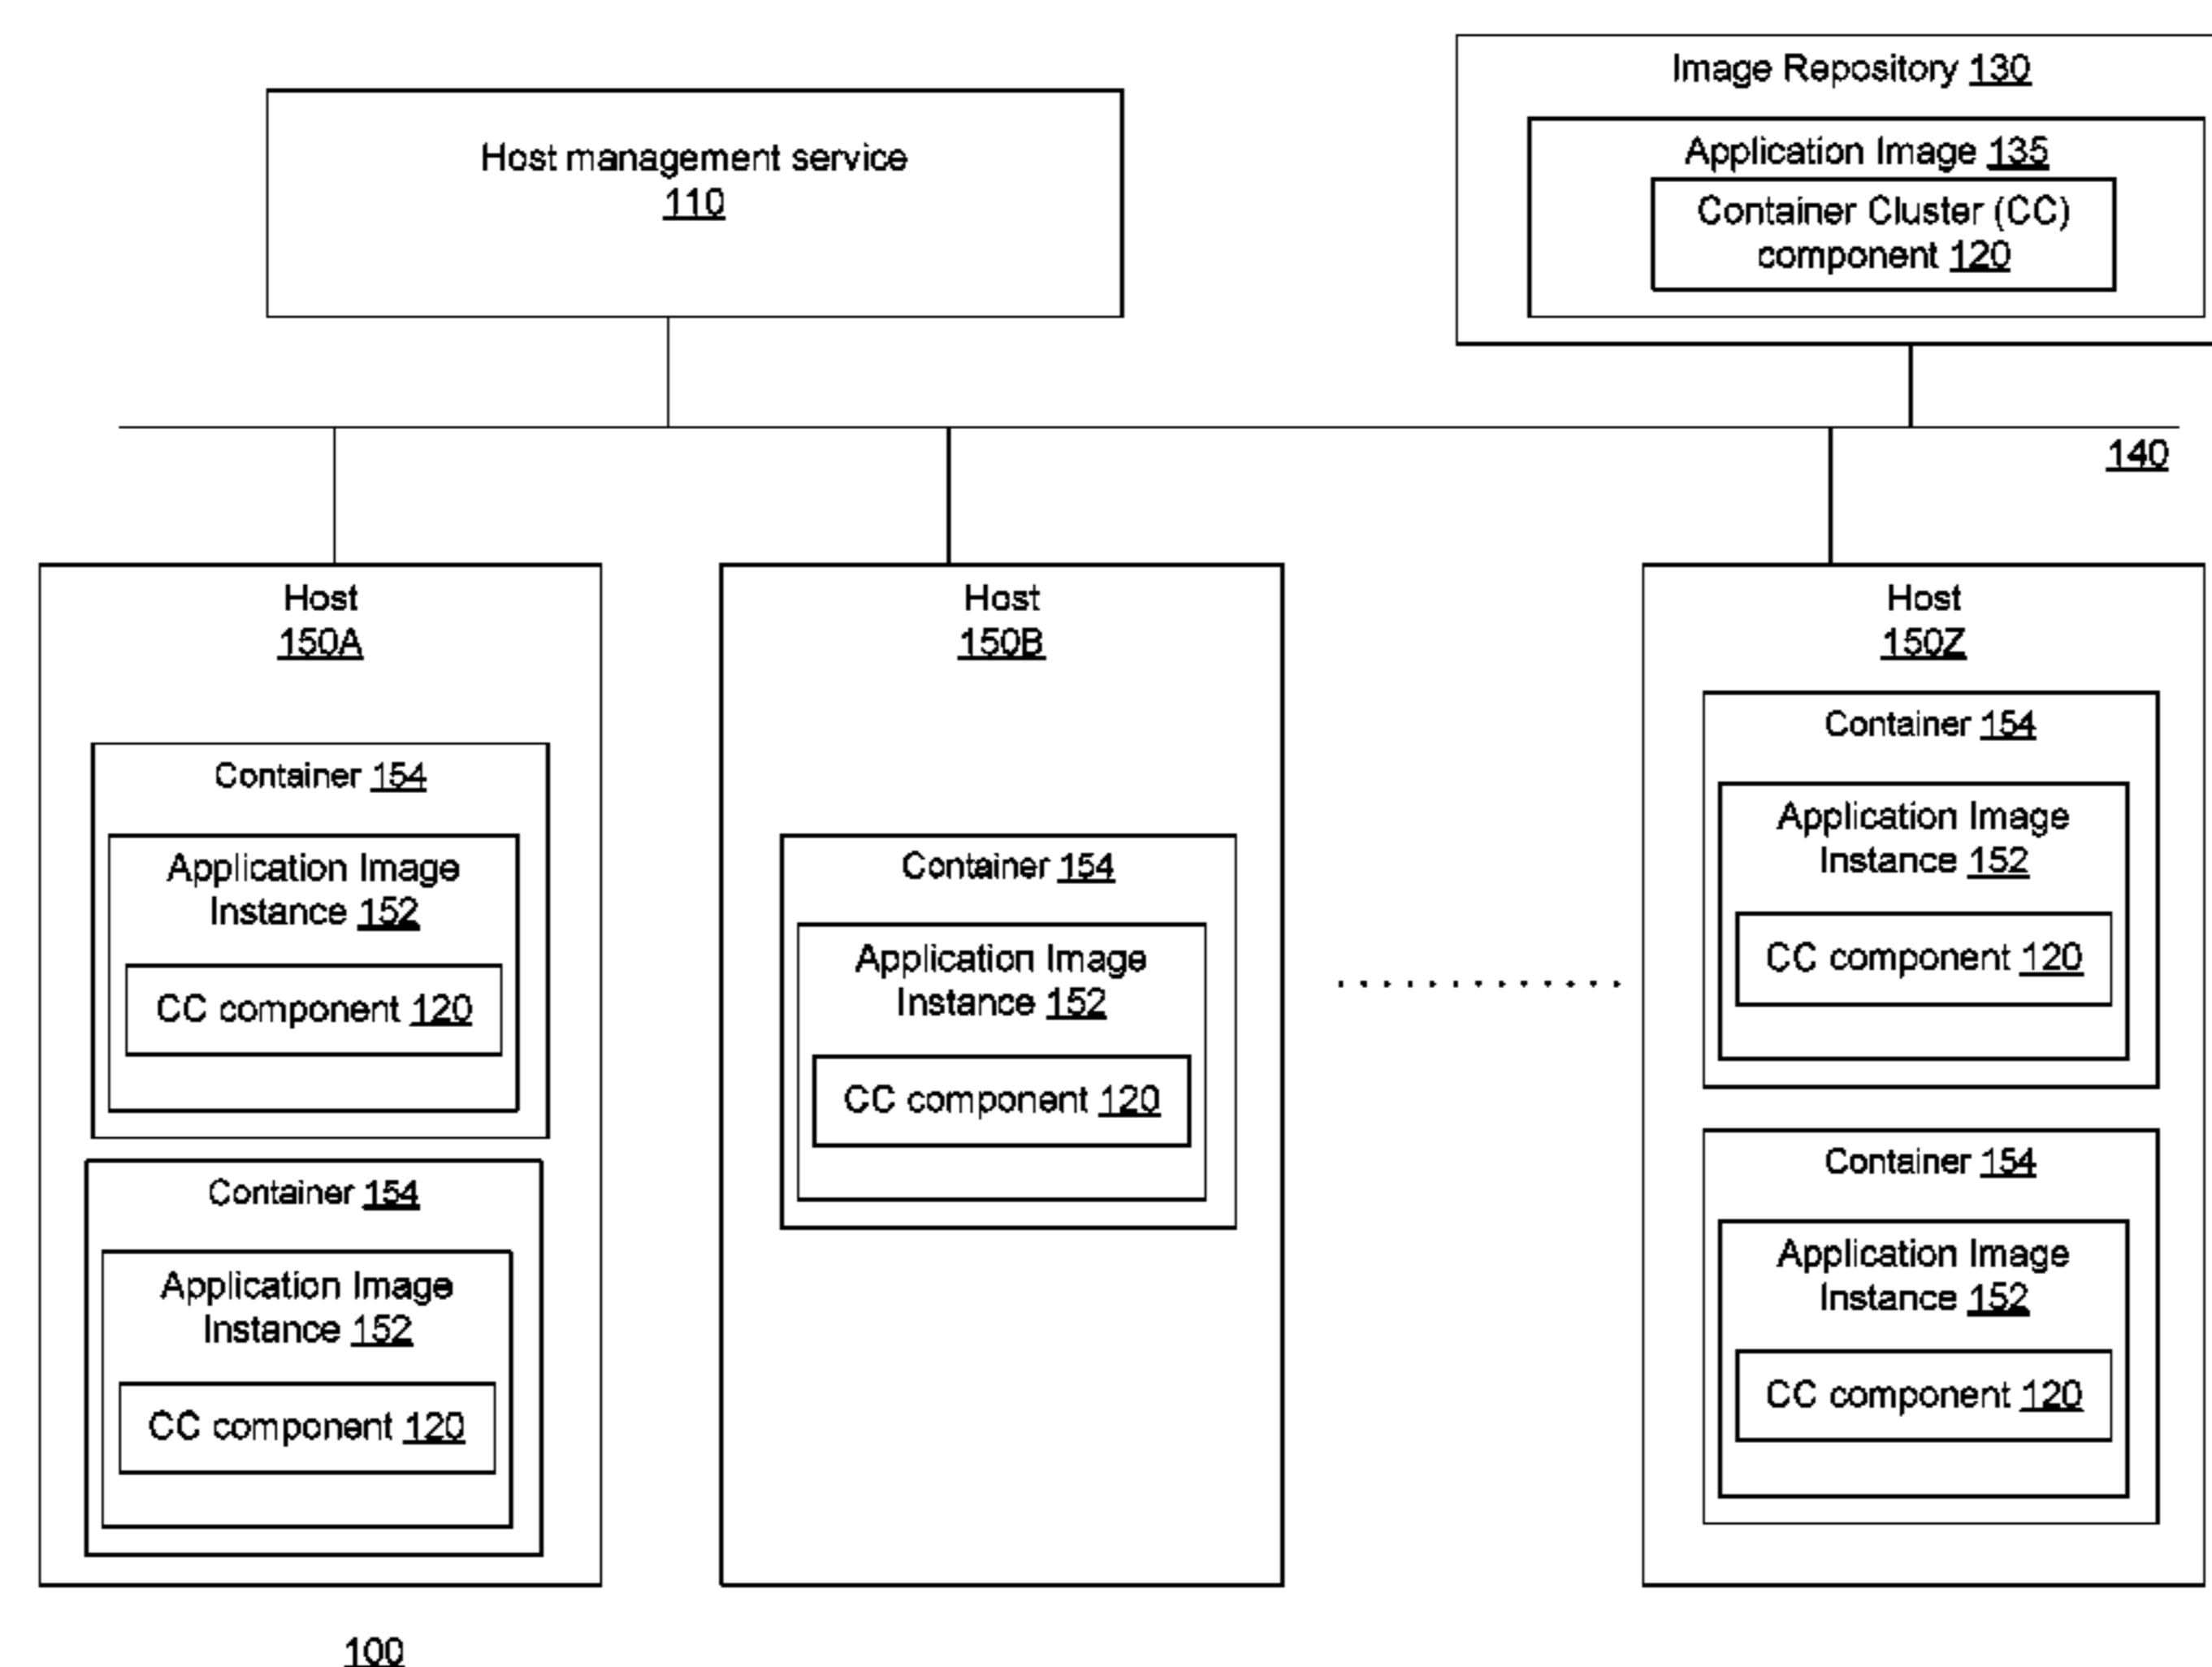 Host management service
110
Image Repository 130
Application Image 135
Container Cluster (CC)
component 120
140
Host
150A
Container 154
Application Image
Instance 152
CC component 120
Container 154
Application Image
Instance 152
CC component 120
Host
150B
Container 154
Application Image
Instance 152
CC component 120
Host
150Z
Container 154
Application Image
Instance 152
CC component 120
Container 154
Application Image
Instance 152
CC component 120
100